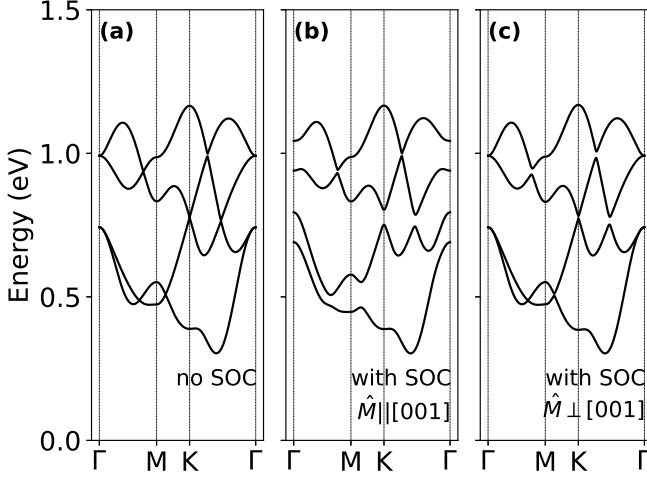 (a) (b) (c)
Energy (eV)
1.5
1.0
0.5
0.0
no SOC
with SOC
M̂||[001]
with SOC
M̂ ⊥ [001]
Γ M K Γ
Γ M K Γ
Γ M K Γ